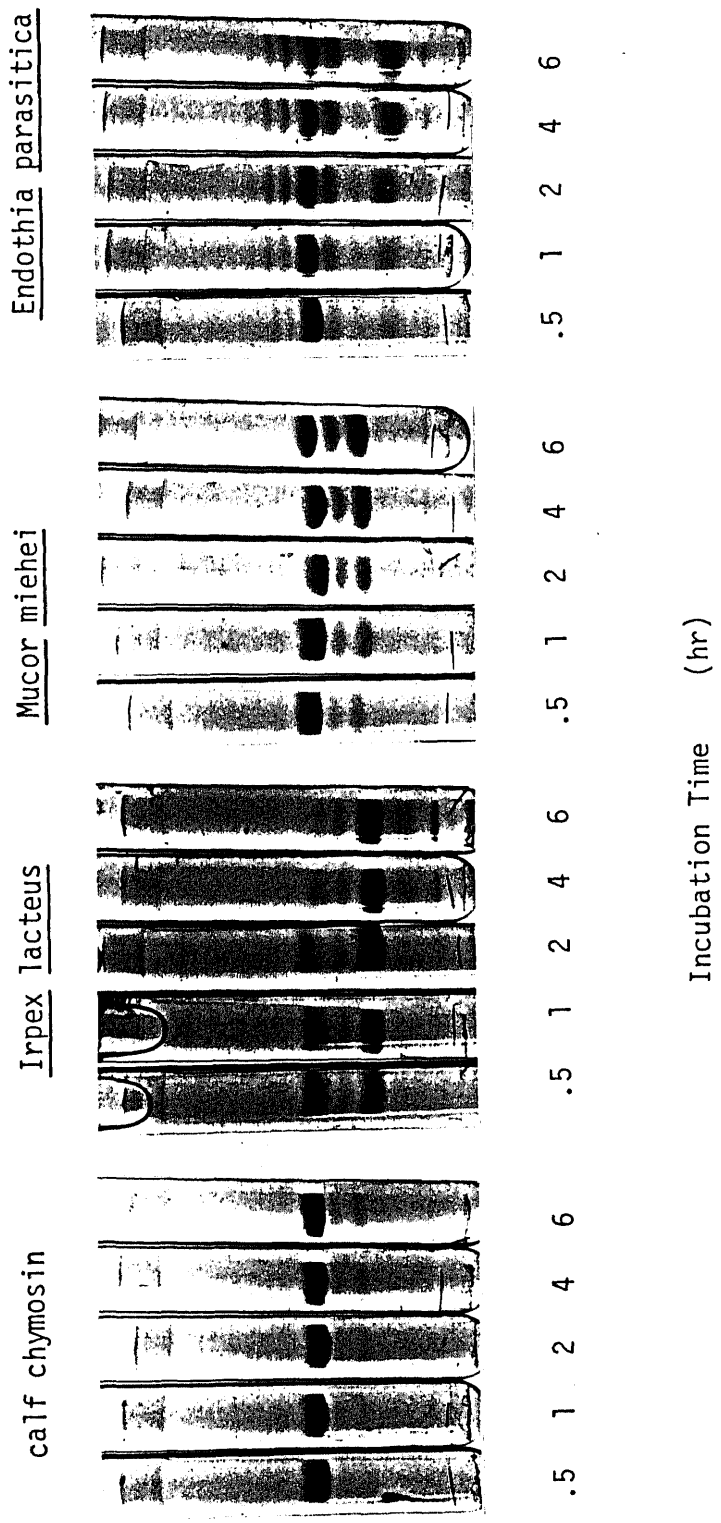 calf chymosin
Irpex lacteus
Mucor miehei
Endothia parasitica
.5 1 2 4 6
.5 1 2 4 6
.5 1 2 4 6
.5 1 2 4 6
Incubation Time (hr)